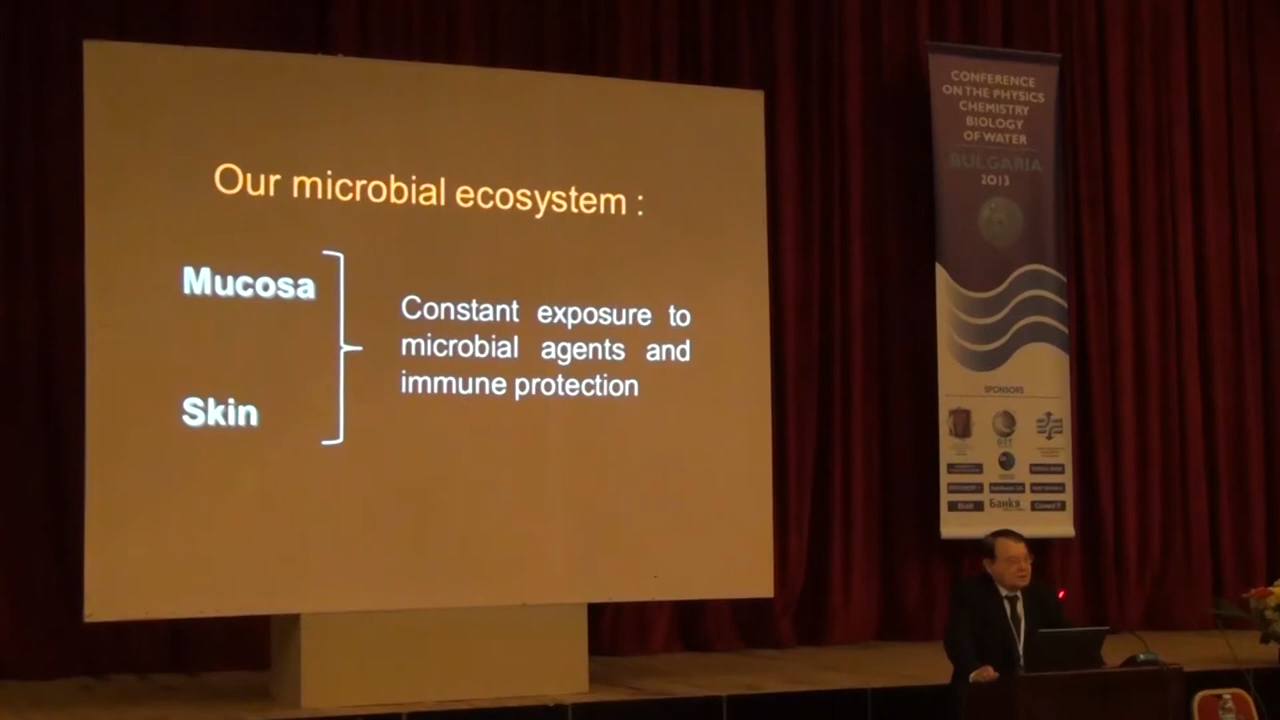 Our microbial ecosystem :
Mucosa
Skin
Constant exposure to
microbial agents and
immune protection
CONFERENCE
ON THE PHYSICS
CHEMISTRY
BIOLOGY
OF WATER
BULGARIA
2013
SPONSORS
Банкя